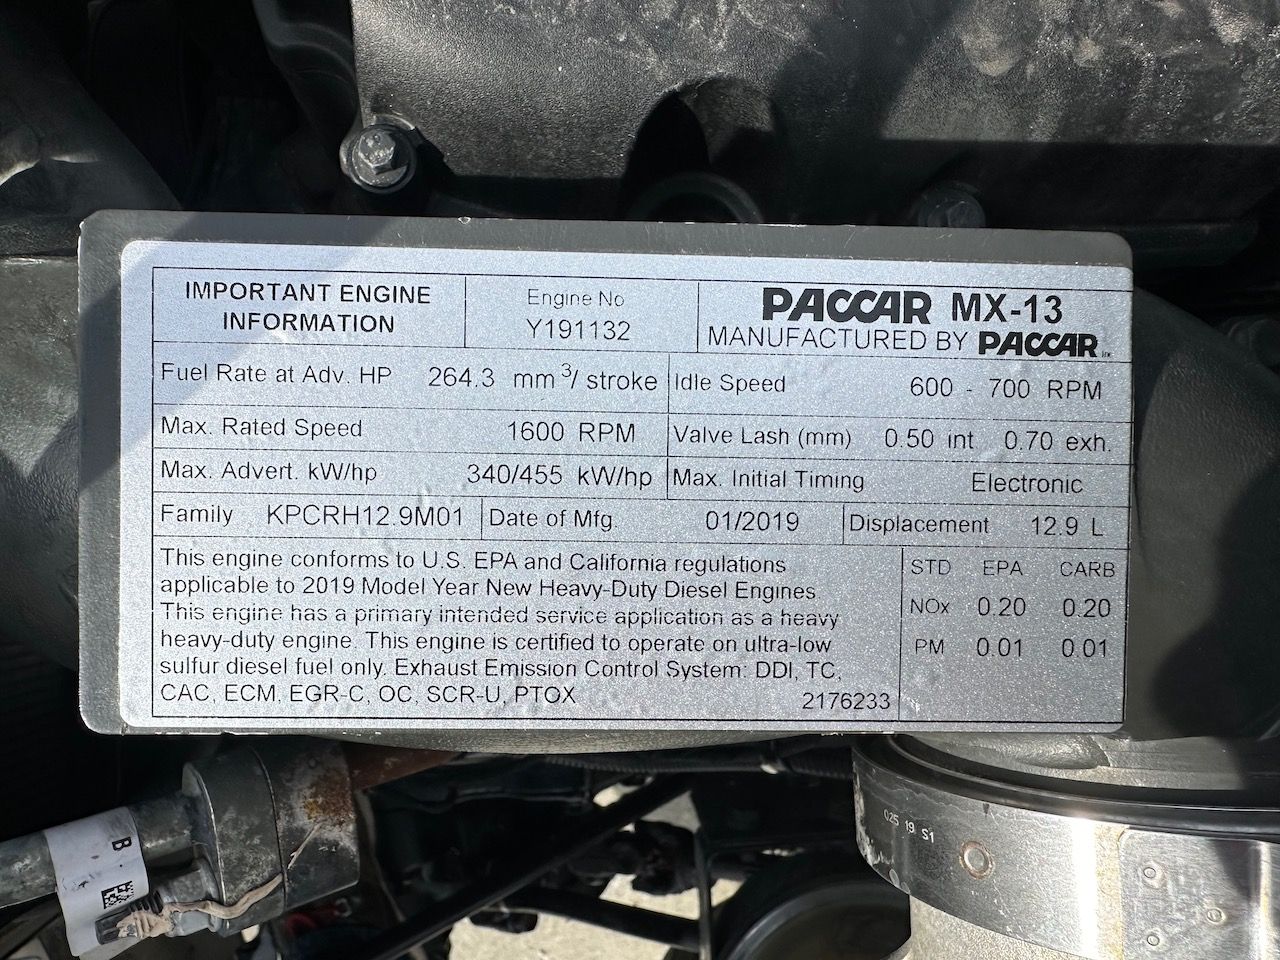 IMPORTANT ENGINE
INFORMATION
Engine No
Y191132
PACCAR MX-13
MANUFACTURED BY PACCAR Inc
Fuel Rate at Adv. HP 264.3 mm3/ stroke
Idle Speed 600 - 700 RPM
Max. Rated Speed 1600 RPM
Valve Lash (mm) 0.50 int 0.70 exh.
Max. Advert. kW/hp 340/455 kW/hp
Max. Initial Timing Electronic
Family KPCRH12.9M01
Date of Mfg. 01/2019
Displacement 12.9 L
This engine conforms to U.S. EPA and California regulations
applicable to 2019 Model Year New Heavy-Duty Diesel Engines
This engine has a primary intended service application as a heavy
heavy-duty engine. This engine is certified to operate on ultra-low
sulfur diesel fuel only. Exhaust Emission Control System: DDI, TC,
CAC, ECM, EGR-C, OC, SCR-U, PTOX
2176233
STD EPA CARB
NOx 0.20 0.20
PM 0.01 0.01
025 19 S1
B